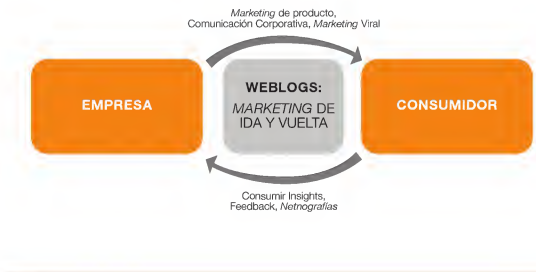 Marketing de producto,
Comunicación Corporativa, Marketing Viral
EMPRESA
WEBLOGS:
MARKETING DE
IDA Y VUELTA
CONSUMIDOR
Consumir Insights,
Feedback, Netnografías